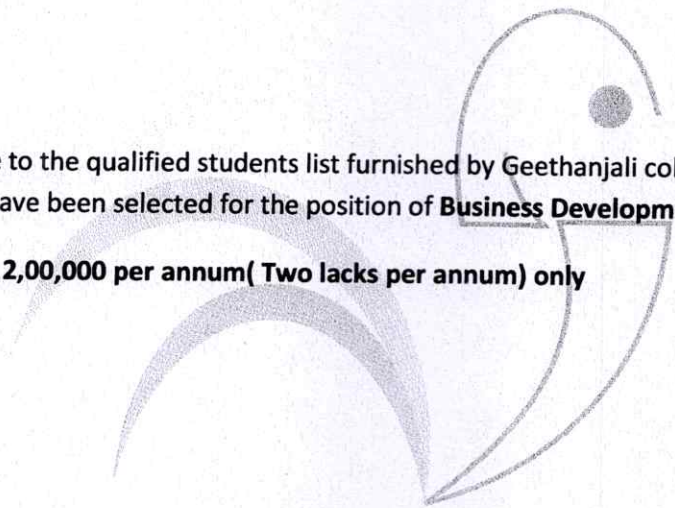 to the qualified students list furnished by Geethanjali
ave been selected for the position of Business
2,00,000 per annum( Two lacks per annum) only